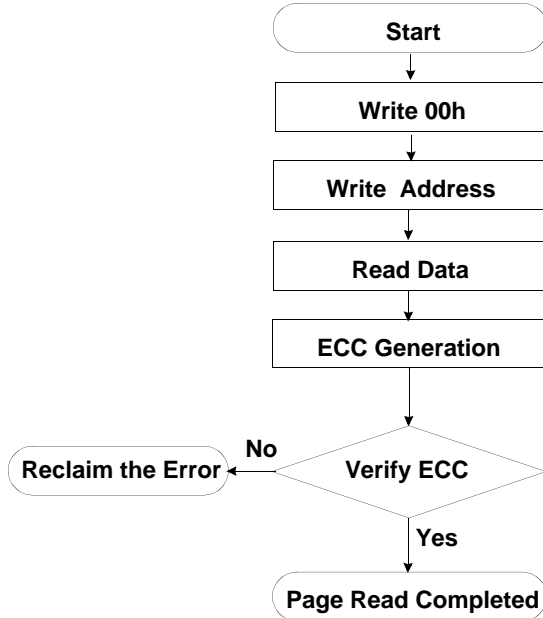 Start
Write 00h
Write Address
Read Data
ECC Generation
No
Reclaim the Error
Verify ECC
Yes
Page Read Completed